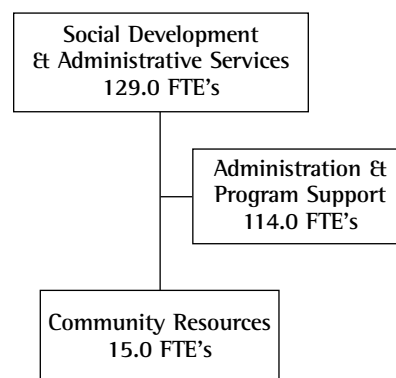 Social Development
& Administrative Services
129.0 FTE's
Administration &
Program Support
114.0 FTE's
Community Resources
15.0 FTE's